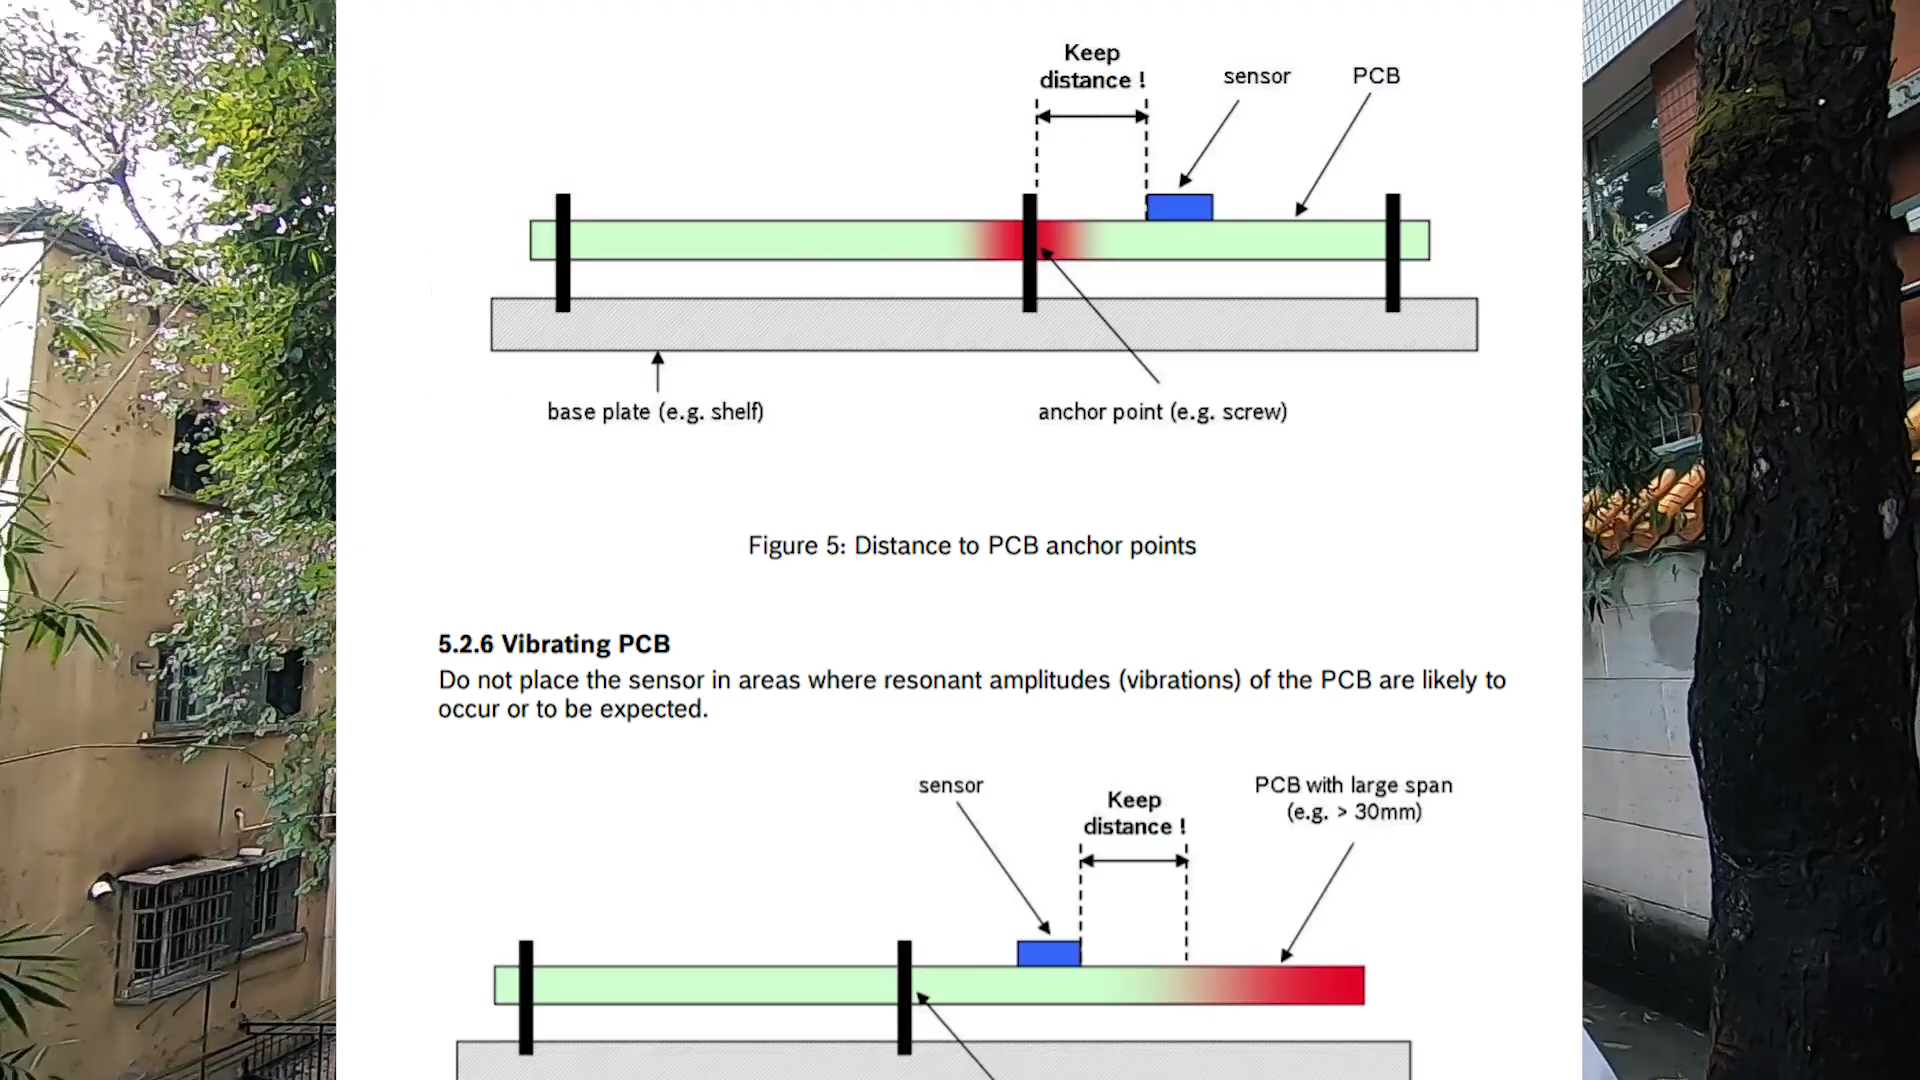 Keep
distance !
sensor
PCB
base plate (e.g. shelf)
anchor point (e.g. screw)
Figure 5: Distance to PCB anchor points
5.2.6 Vibrating PCB
Do not place the sensor in areas where resonant amplitudes (vibrations) of the PCB are likely to
occur or to be expected.
sensor
Keep
distance !
PCB with large span
(e.g. > 30mm)